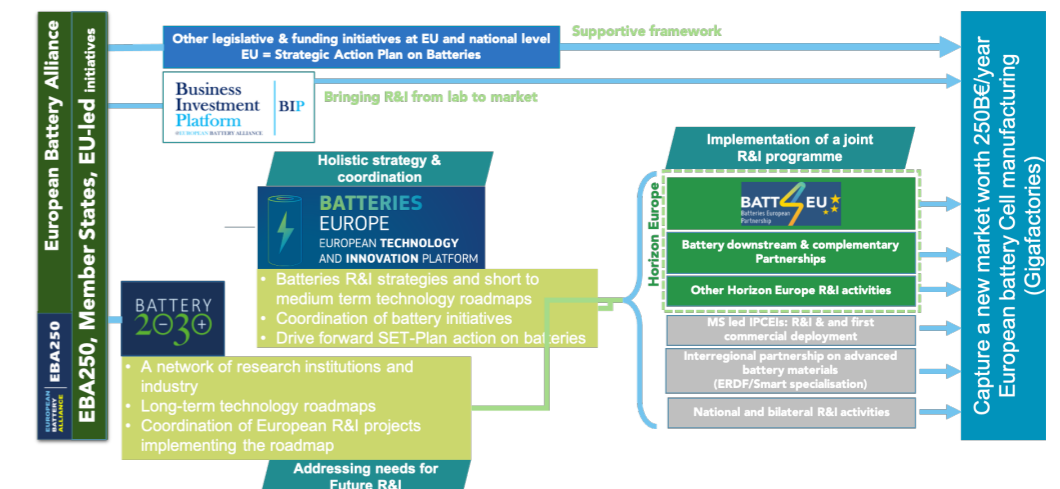 European Battery Alliance
EBA250
EUROPEAN
BATTERY
ALLIANCE
EBA250, Member States, EU-led initiatives
Other legislative & funding initiatives at EU and national level
EU = Strategic Action Plan on Batteries
Supportive framework
Business
Investment
Platform
BIP
EUROPEAN BATTERY ALLIANCE
Bringing R&I from lab to market
Holistic strategy &
coordination
BATTERIES
EUROPE
EUROPEAN TECHNOLOGY
AND INNOVATION PLATFORM
• Batteries R&I strategies and short to
medium term technology roadmaps
• Coordination of battery initiatives
• Drive forward SET-Plan action on batteries
BATTERY
2030+
• A network of research institutions and
industry
• Long-term technology roadmaps
• Coordination of European R&I projects
implementing the roadmap
Addressing needs for
Future R&I
Implementation of a joint
R&I programme
Horizon Europe
BATT4EU
Batteries European
Partnership
Battery downstream & complementary
Partnerships
Other Horizon Europe R&I activities
MS led IPCEIs: R&I & and first
commercial deployment
Interregional partnership on advanced
battery materials
(ERDF/Smart specialisation)
National and bilateral R&I activities
Capture a new market worth 250B€/year
European battery Cell manufacturing
(Gigafactories)